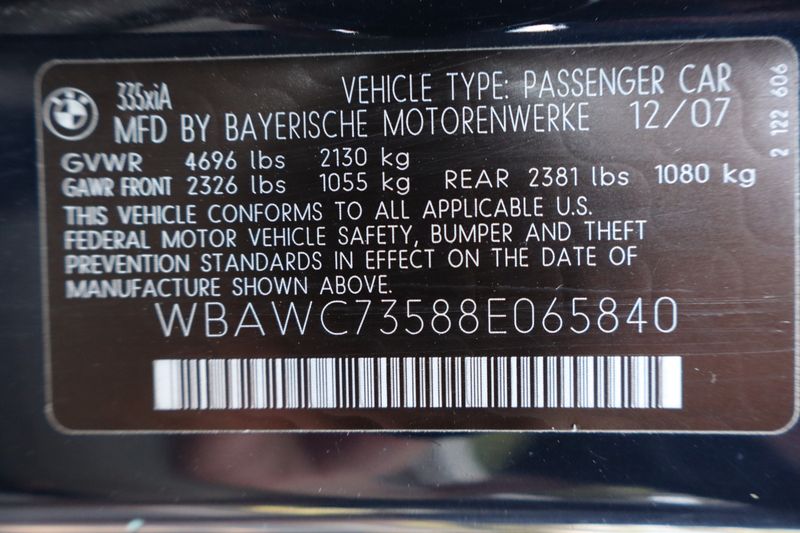 BMW
335xiA VEHICLE TYPE: PASSENGER CAR
MFD BY BAYERISCHE MOTORENWERKE 12/07
GVWR 4696 lbs 2130 kg
GAWR FRONT 2326 lbs 1055 kg REAR 2381 lbs 1080 kg
THIS VEHICLE CONFORMS TO ALL APPLICABLE U.S.
FEDERAL MOTOR VEHICLE SAFETY, BUMPER AND THEFT
PREVENTION STANDARDS IN EFFECT ON THE DATE OF
MANUFACTURE SHOWN ABOVE.
WBAWC73588E065840
2 122 606